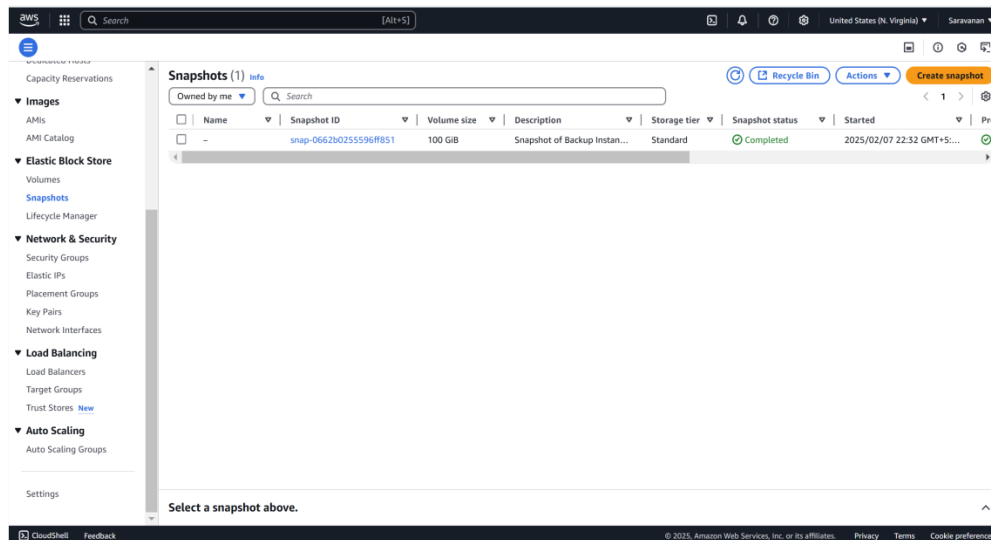 aws
Search [Alt+S]
United States (N. Virginia) ▼ Saravanan ▼
Dedicated Hosts
Capacity Reservations
▼ Images
AMIs
AMI Catalog
▼ Elastic Block Store
Volumes
Snapshots
Lifecycle Manager
▼ Network & Security
Security Groups
Elastic IPs
Placement Groups
Key Pairs
Network Interfaces
▼ Load Balancing
Load Balancers
Target Groups
Trust Stores New
▼ Auto Scaling
Auto Scaling Groups
Settings
Snapshots (1) Info
Recycle Bin
Actions ▼
Create snapshot
Owned by me ▼
Search
< 1 >
Name Snapshot ID Volume size Description Storage tier Snapshot status Started Pr
– snap-0662b0255596ff851 100 GiB Snapshot of Backup Instan... Standard Completed 2025/02/07 22:32 GMT+5:...
Select a snapshot above.
CloudShell Feedback © 2025, Amazon Web Services, Inc. or its affiliates. Privacy Terms Cookie preference